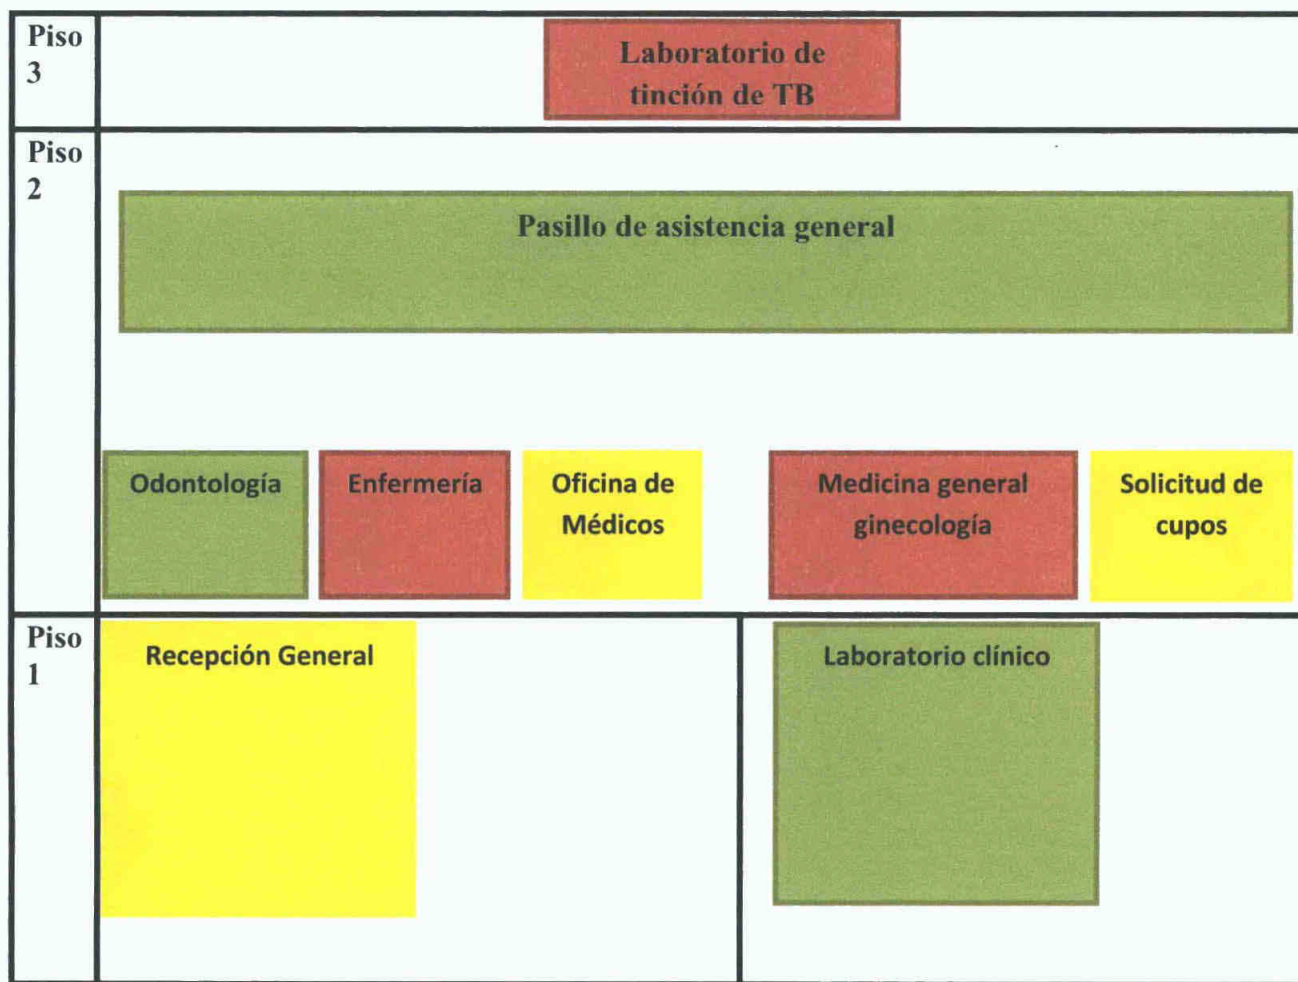 Piso
3
Laboratorio de
tinción de TB
Piso
2
Pasillo de asistencia general
Odontología
Enfermería
Oficina de
Médicos
Medicina general
ginecología
Solicitud de
cupos
Piso
1
Recepción General
Laboratorio clínico